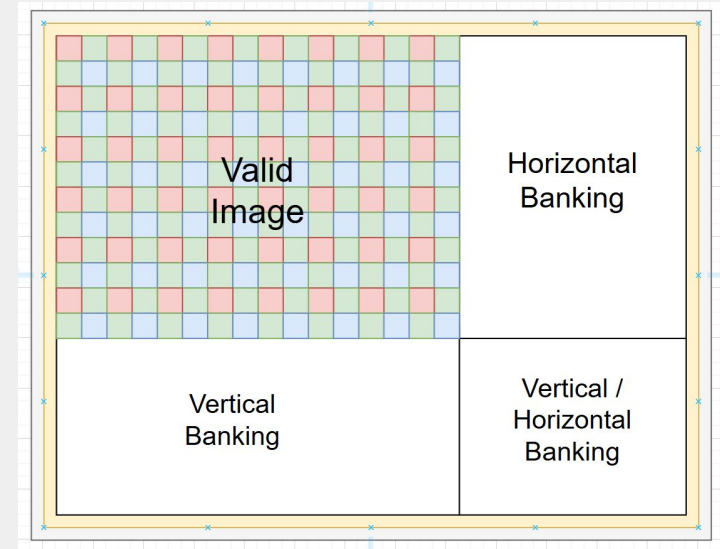 Valid
Image
Horizontal
Banking
Vertical
Banking
Vertical /
Horizontal
Banking